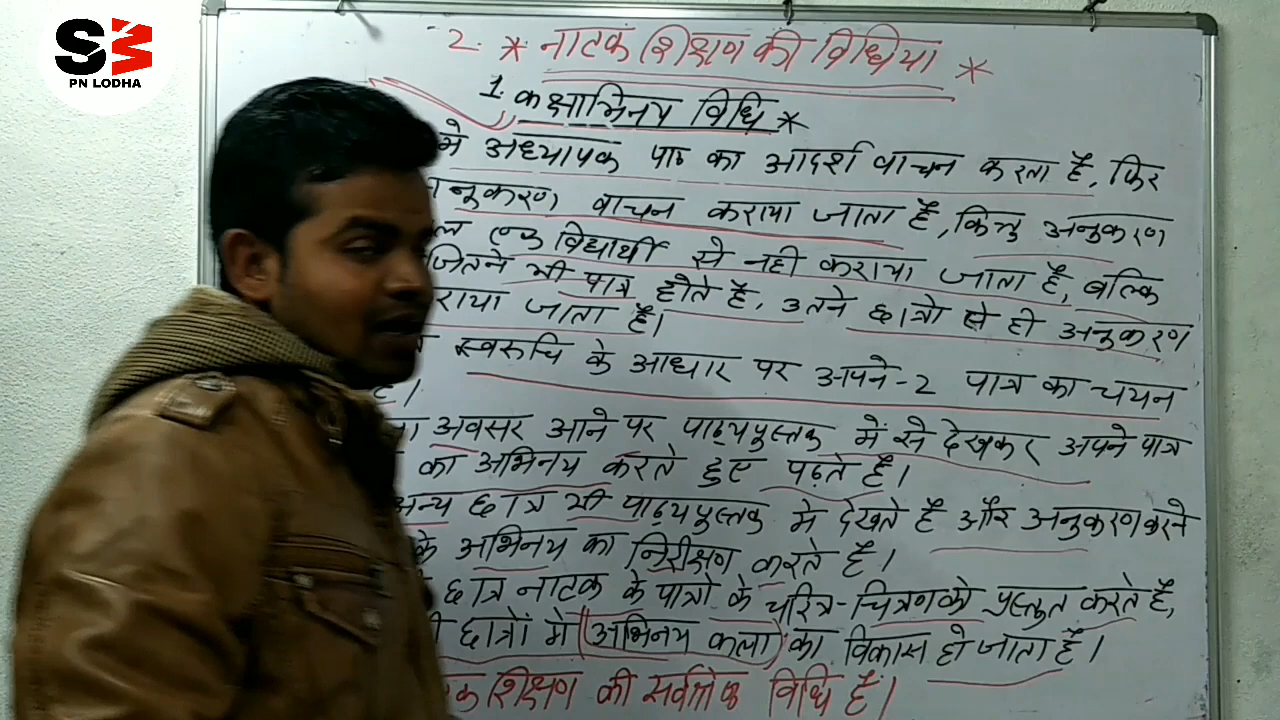 S3
PN LODHA
2. * नाटक शिक्षण की विधिया *
1. कक्षाभिनय विधि *
मे अध्यापक पाठ का आदर्श वाचन करता है, फिर
अनुकरण वाचन कराया जाता है, किन्तु अनुकरण
एक विद्यार्थी से नही कराया जाता है, बल्कि
जितने भी पात्र होते है, उतने छात्रो से ही अनुकरण
कराया जाता है।
स्वरुचि के आधार पर अपने-2 पात्र का चयन
है।
अवसर आने पर पाठ्यपुस्तक में से देखकर अपने पात्र
का अभिनय करते हुए पढ़ते है।
अन्य छात्र भी पाठ्यपुस्तक मे देखते है और अनुकरण करने
के अभिनय का निरीक्षण करते है।
छात्र नाटक के पात्रो के चरित्र-चित्रण को प्रस्तुत करते है,
छात्रों मे (अभिनय कला) का विकास हो जाता है।
शिक्षण की सर्वश्रेष्ठ विधि है।